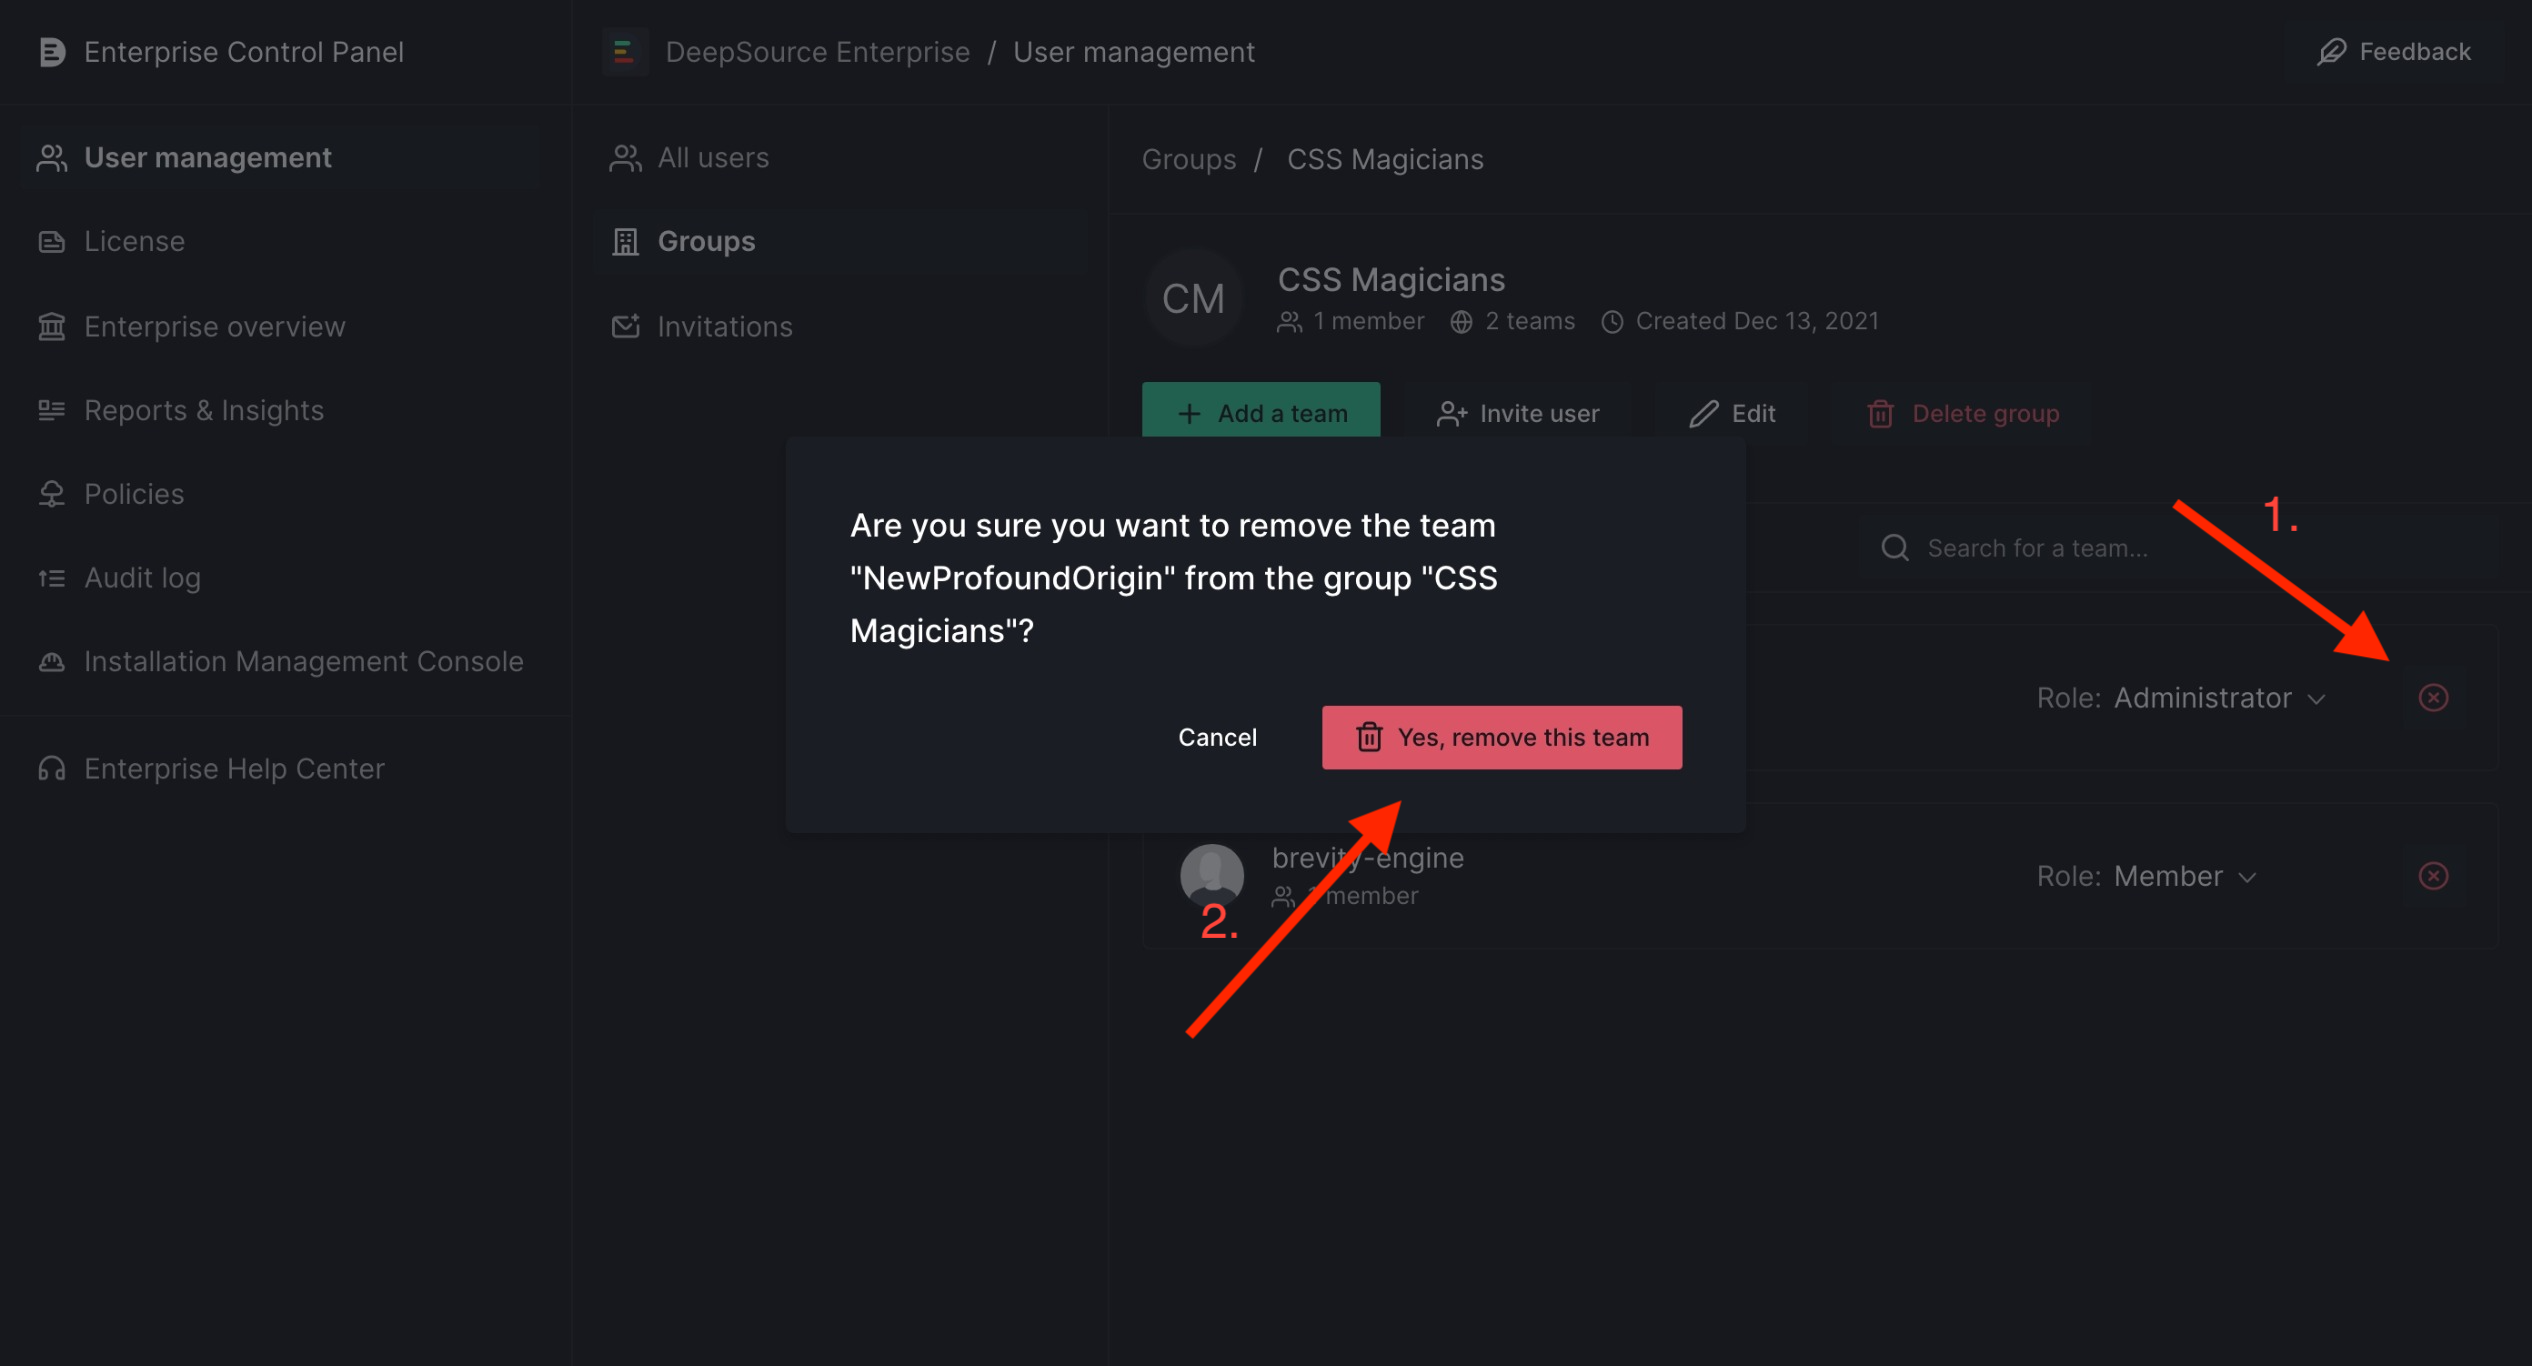 Enterprise Control Panel
DeepSource Enterprise / User management
Feedback
User management
License
Enterprise overview
Reports & Insights
Policies
Audit log
Installation Management Console
Enterprise Help Center
All users
Groups
Invitations
Groups / CSS Magicians
CM
CSS Magicians
1 member 2 teams Created Dec 13, 2021
Add a team Invite user Edit Delete group
Are you sure you want to remove the team
"NewProfoundOrigin" from the group "CSS
Magicians"?
Cancel Yes, remove this team
1.
Search for a team...
Role: Administrator
brevity-engine
member
Role: Member
2.